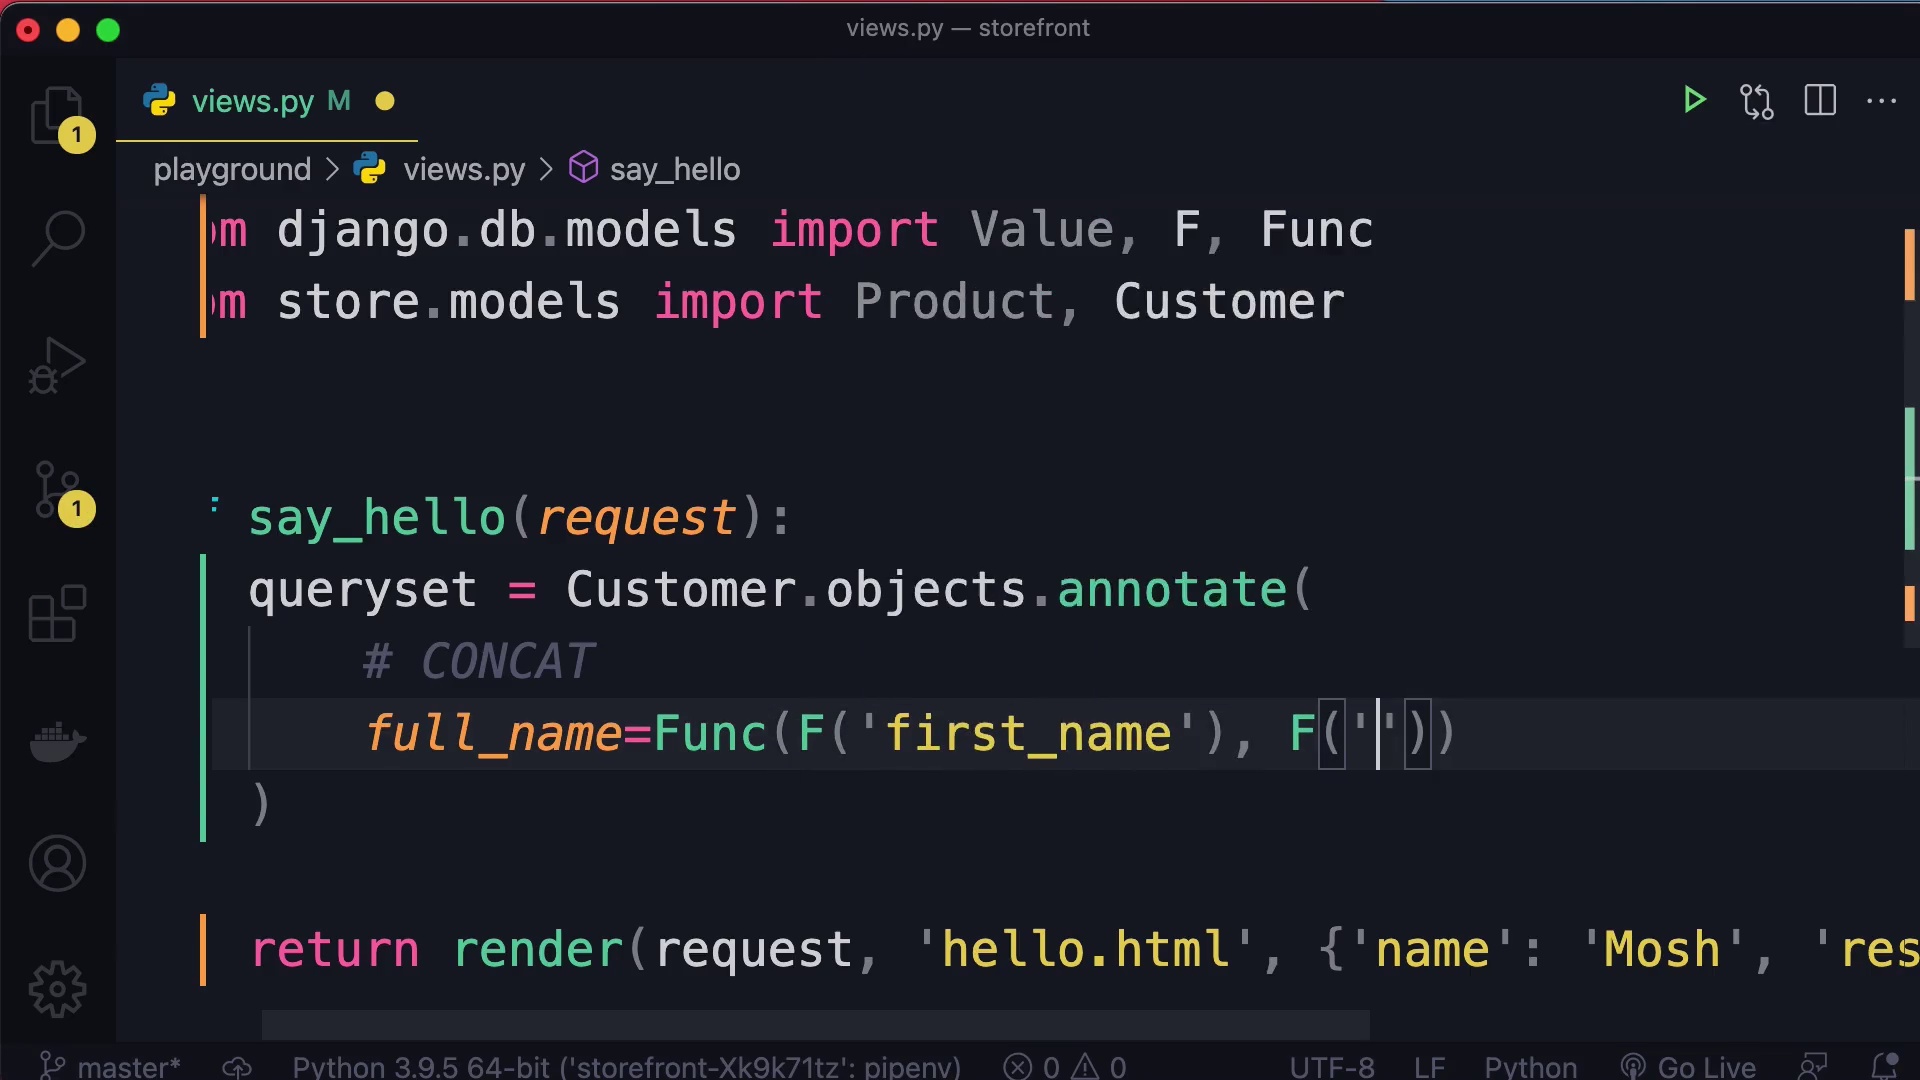 views.py — storefront
views.py M
1
playground > views.py > say_hello
om django.db.models import Value, F, Func
om store.models import Product, Customer
say_hello(request):
1
queryset = Customer.objects.annotate(
# CONCAT
full_name=Func(F('first_name'), F(''))
)
return render(request, 'hello.html', {'name': 'Mosh', 'res
master* Python 3.9.5 64-bit ('storefront-Xk9k71tz': pipenv) 0 0 UTF-8 LF Python Go Live